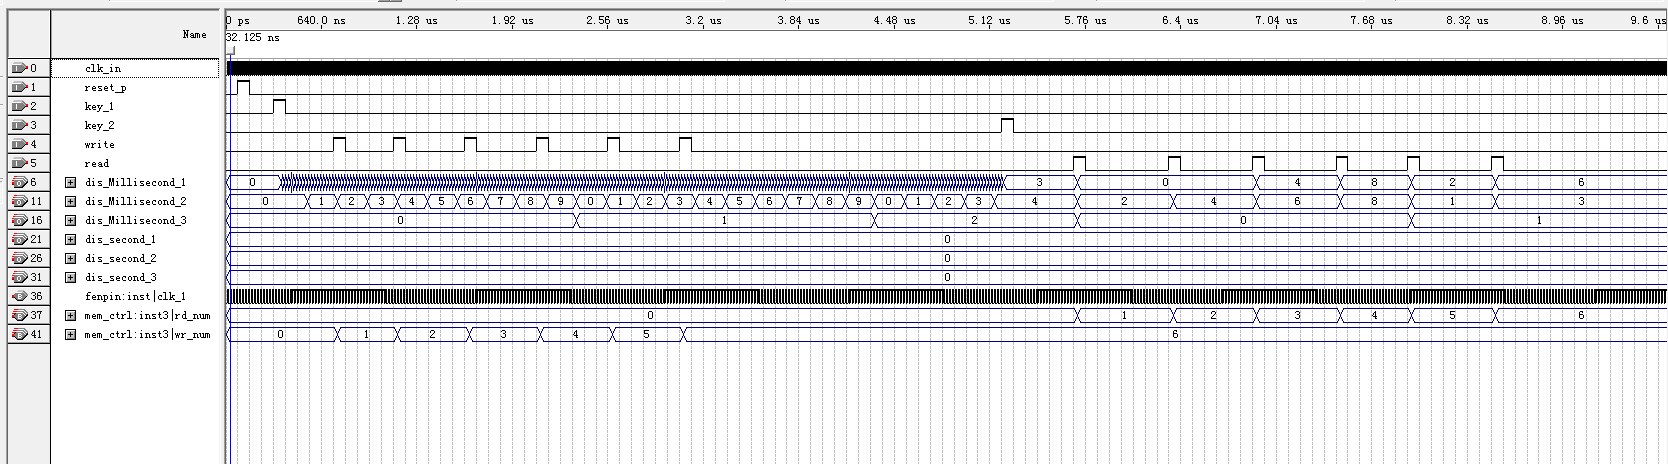 Name
0 ps 640.0 ns 1.28 us 1.92 us 2.56 us 3.2 us 3.84 us 4.48 us 5.12 us 5.76 us 6.4 us 7.04 us 7.68 us 8.32 us 8.96 us 9.6 us
32.125 ns
0 clk_in
1 reset_p
2 key_1
3 key_2
4 write
5 read
6 dis_Millisecond_1 0 3 0 4 8 2 6
11 dis_Millisecond_2 0 1 2 3 4 5 6 7 8 9 0 1 2 3 4 5 6 7 8 9 0 1 2 3 4 2 4 6 8 1 3
16 dis_Millisecond_3 0 1 2 0 1
21 dis_second_1 0
26 dis_second_2 0
31 dis_second_3 0
36 fenpin:inst|clk_1
37 mem_ctrl:inst3|rd_num 0 1 2 3 4 5 6
41 mem_ctrl:inst3|wr_num 0 1 2 3 4 5 6